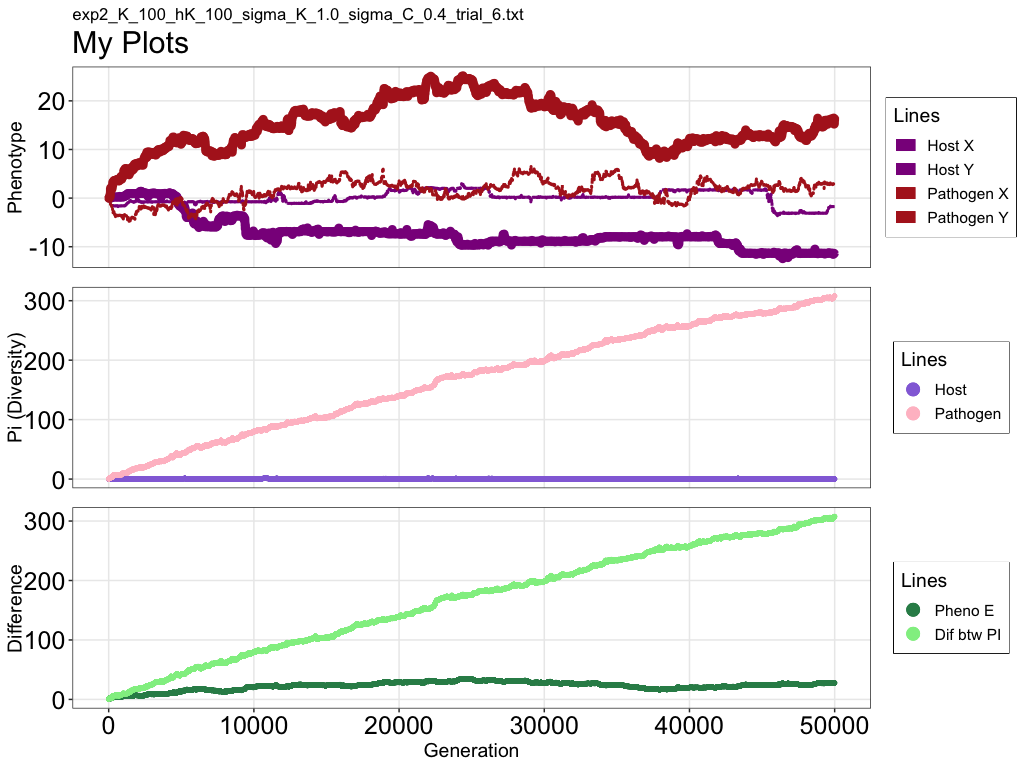 exp2_K_100_hK_100_sigma_K_1.0_sigma_C_0.4_trial_6.txt
My Plots
Phenotype
20
10
0
-10
Lines
Host X
Host Y
Pathogen X
Pathogen Y
Pi (Diversity)
300
200
100
0
Lines
Host
Pathogen
Difference
300
200
100
0
Lines
Pheno E
Dif btw PI
0 10000 20000 30000 40000 50000
Generation